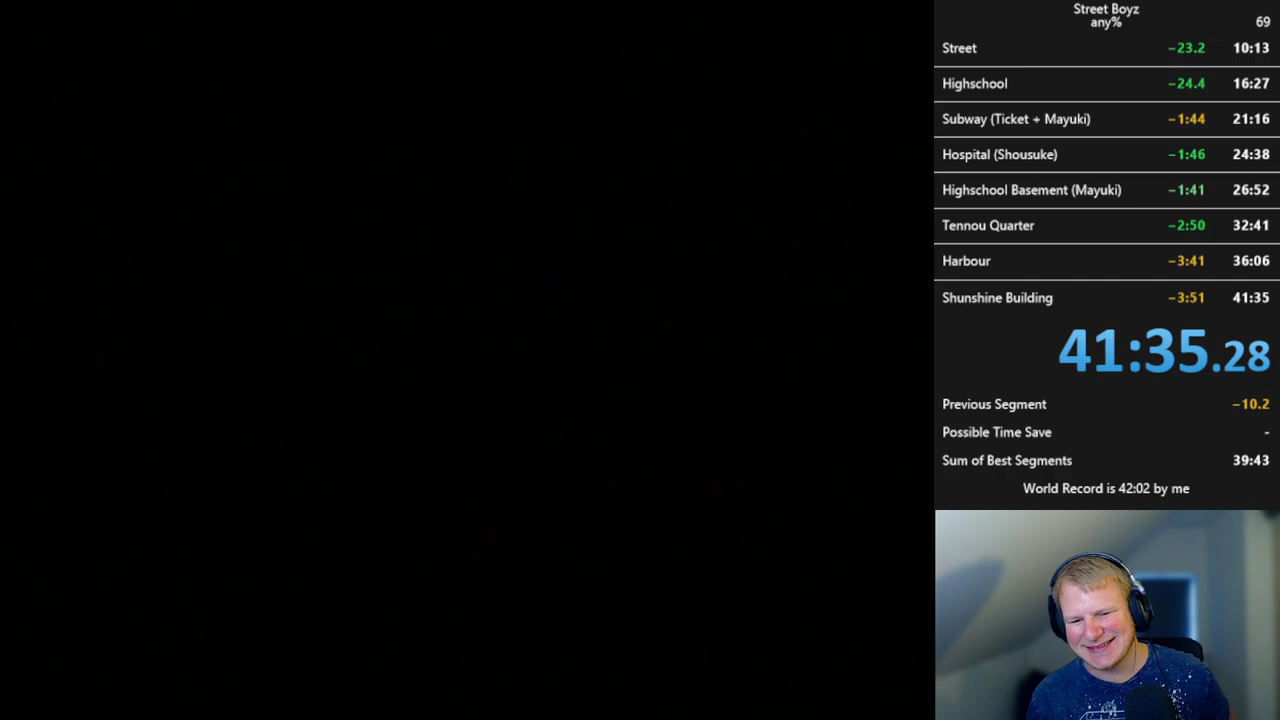 Street Boyz
any%
69
Street -23.2 10:13
Highschool -24.4 16:27
Subway (Ticket + Mayuki) -1:44 21:16
Hospital (Shousuke) -1:46 24:38
Highschool Basement (Mayuki) -1:41 26:52
Tennou Quarter -2:50 32:41
Harbour -3:41 36:06
Shunshine Building -3:51 41:35
41:35.28
Previous Segment -10.2
Possible Time Save -
Sum of Best Segments 39:43
World Record is 42:02 by me